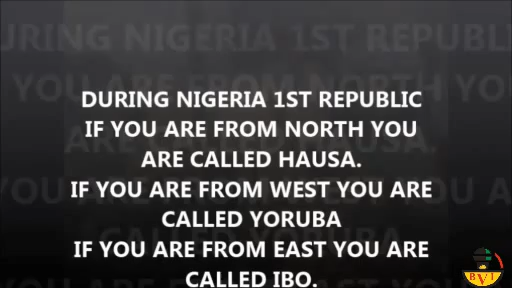 DURING NIGERIA 1ST REPUBLIC
IF YOU ARE FROM NORTH YOU
ARE CALLED HAUSA.
IF YOU ARE FROM WEST YOU ARE
CALLED YORUBA
IF YOU ARE FROM EAST YOU ARE
CALLED IBO.
BVI